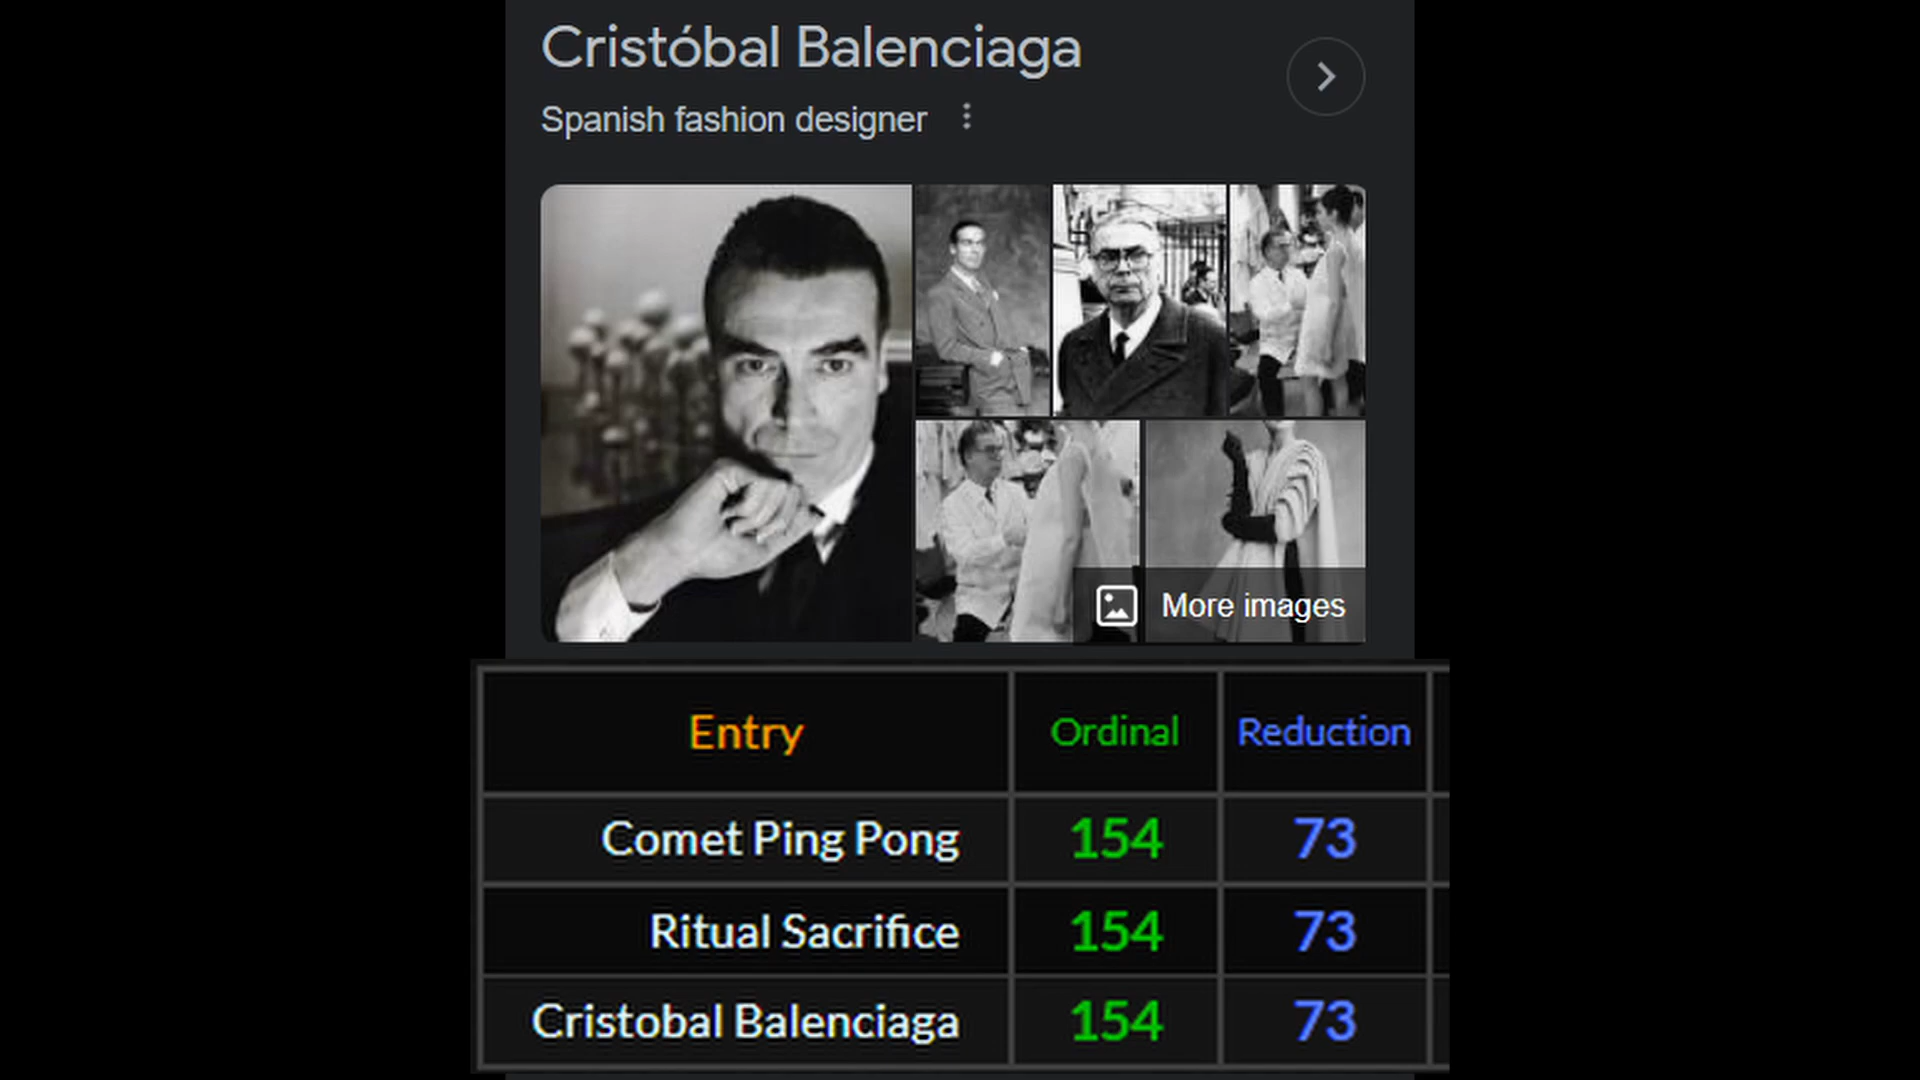 Cristóbal Balenciaga
Spanish fashion designer
More images
Entry Ordinal Reduction
Comet Ping Pong 154 73
Ritual Sacrifice 154 73
Cristobal Balenciaga 154 73